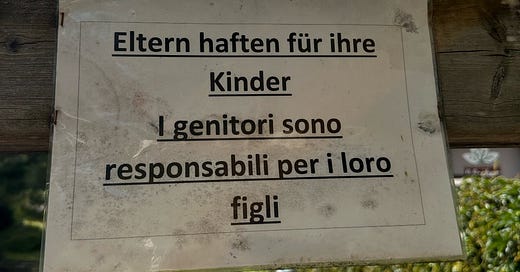 Eltern haften für ihre
Kinder
I genitori sono
responsabili per i loro
figli